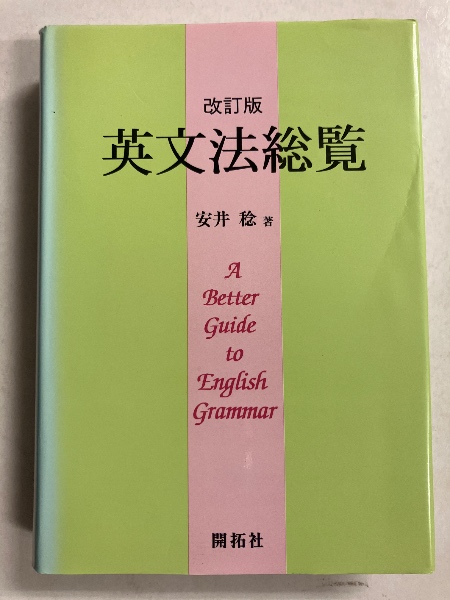 改訂版
英文法総覧
安井 稔 著
A
Better
Guide
to
English
Grammar
開拓社